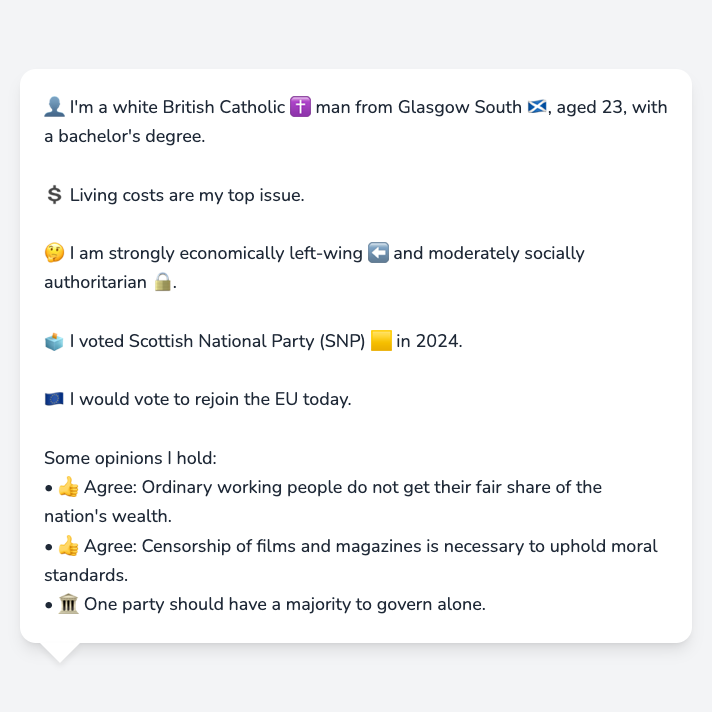 👤 I'm a white British Catholic ✝️ man from Glasgow South 🏴󠁧󠁢󠁳󠁣󠁴󠁿, aged 23, with
a bachelor's degree.
💲 Living costs are my top issue.
🤔 I am strongly economically left-wing ⬅️ and moderately socially
authoritarian 🔒.
🗳️ I voted Scottish National Party (SNP) 🟨 in 2024.
🇪🇺 I would vote to rejoin the EU today.
Some opinions I hold:
• 👍 Agree: Ordinary working people do not get their fair share of the
nation's wealth.
• 👍 Agree: Censorship of films and magazines is necessary to uphold moral
standards.
• 🏛️ One party should have a majority to govern alone.